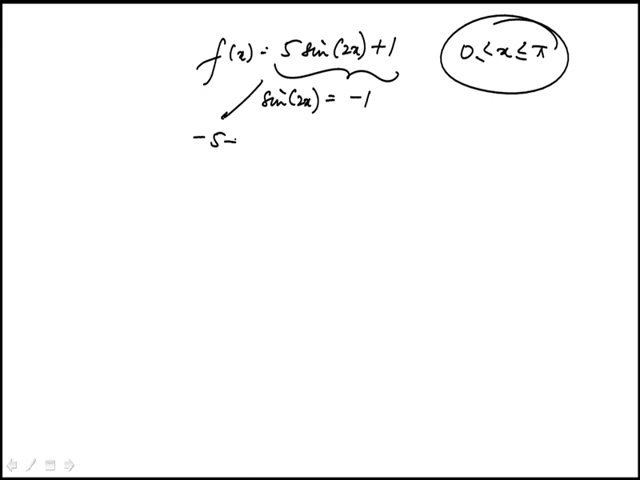 f(x) = 5 sin(2x) + 1 0 ≤ x ≤ π
sin(2x) = -1
-5-